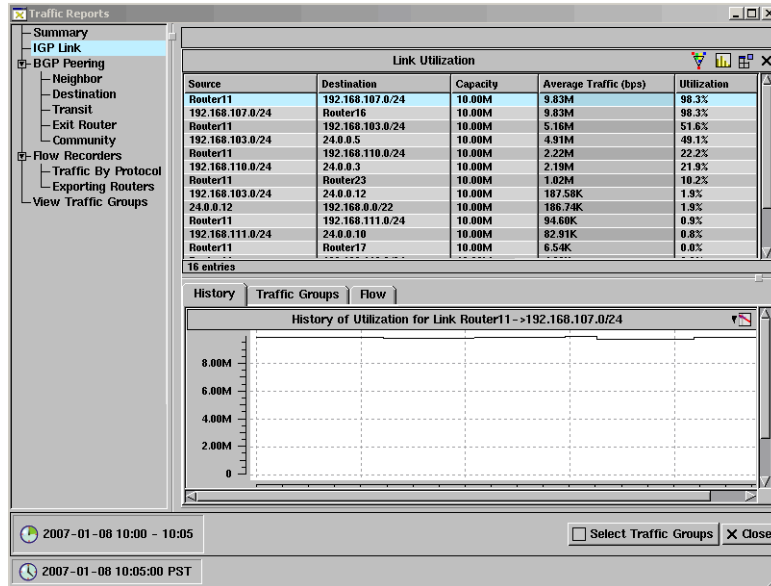 Traffic Reports
Summary
IGP Link
BGP Peering
Neighbor
Destination
Transit
Exit Router
Community
Flow Recorders
Traffic By Protocol
Exporting Routers
View Traffic Groups
Link Utilization
Source Destination Capacity Average Traffic (bps) Utilization
Router11 192.168.107.0/24 10.00M 9.83M 98.3%
192.168.107.0/24 Router16 10.00M 9.83M 98.3%
Router11 192.168.103.0/24 10.00M 5.16M 51.6%
192.168.103.0/24 24.0.0.5 10.00M 4.91M 49.1%
Router11 192.168.110.0/24 10.00M 2.22M 22.2%
192.168.110.0/24 24.0.0.3 10.00M 2.19M 21.9%
Router11 Router23 10.00M 1.02M 10.2%
192.168.103.0/24 24.0.0.12 10.00M 187.58K 1.9%
24.0.0.12 192.168.0.0/22 10.00M 186.74K 1.9%
Router11 192.168.111.0/24 10.00M 94.60K 0.9%
192.168.111.0/24 24.0.0.10 10.00M 82.91K 0.8%
Router11 Router17 10.00M 6.54K 0.0%
16 entries
History Traffic Groups Flow
History of Utilization for Link Router11->192.168.107.0/24
8.00M
6.00M
4.00M
2.00M
0
2007-01-08 10:00 - 10:05
Select Traffic Groups Close
2007-01-08 10:05:00 PST